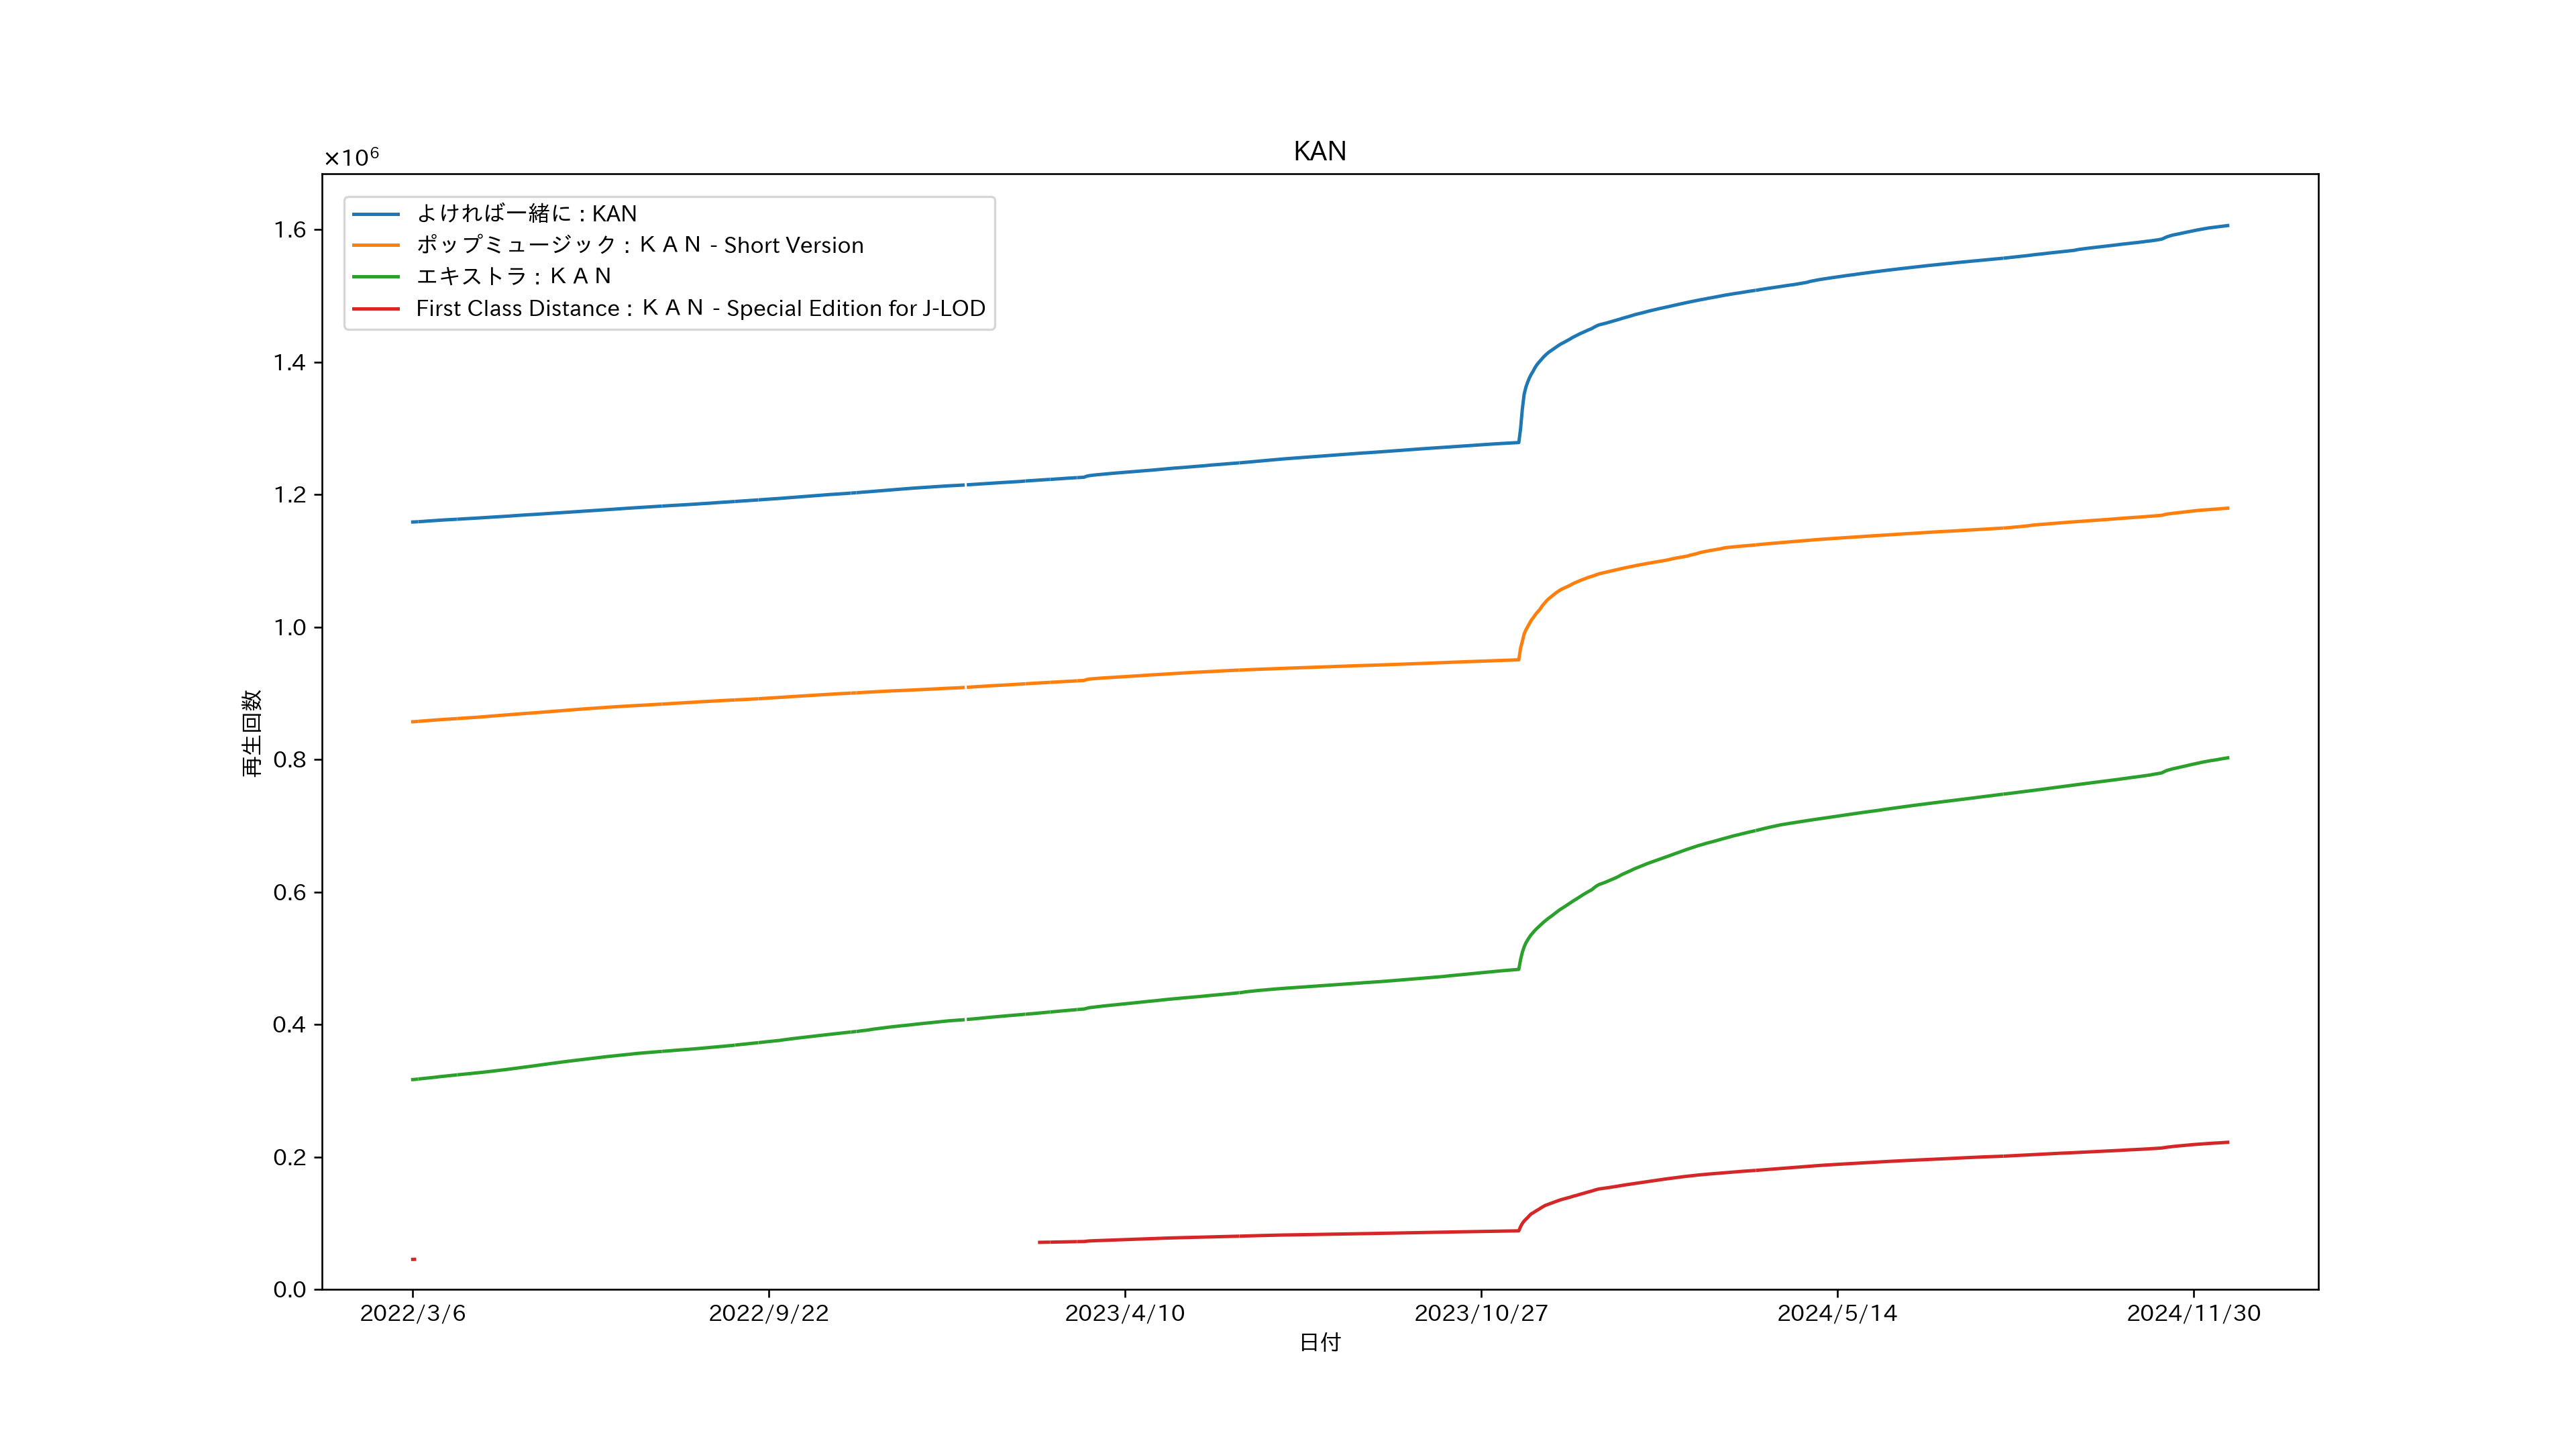 KAN
×10⁶
よければ一緒に : KAN
ポップミュージック : ＫＡＮ - Short Version
エキストラ : ＫＡＮ
First Class Distance : ＫＡＮ - Special Edition for J-LOD
1.6
1.4
1.2
1.0
0.8
0.6
0.4
0.2
0.0
再生回数
2022/3/6
2022/9/22
2023/4/10
2023/10/27
2024/5/14
2024/11/30
日付